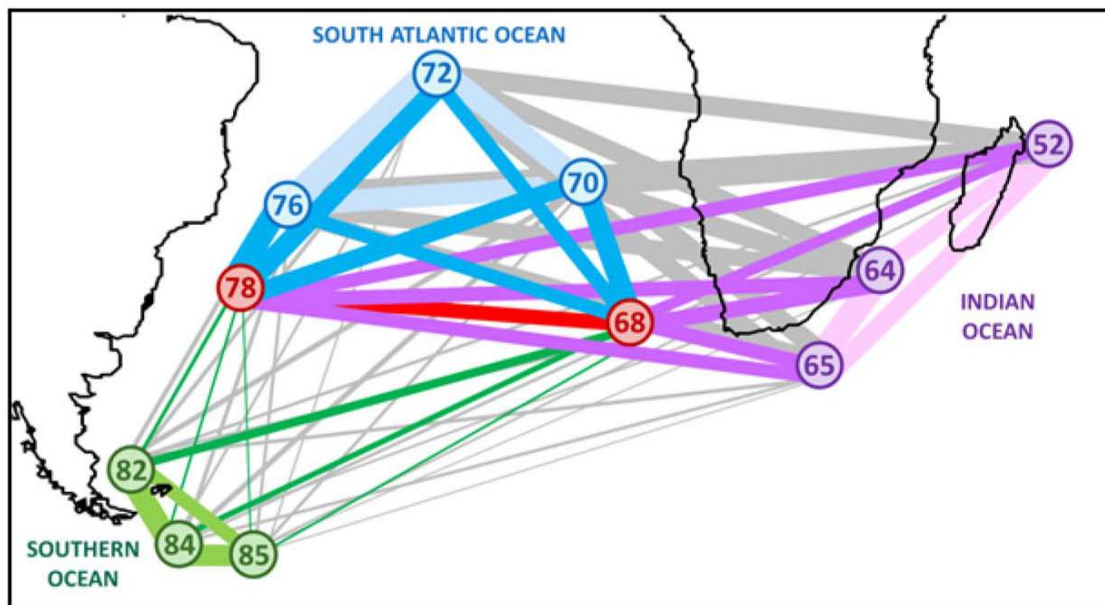 SOUTH ATLANTIC OCEAN
72
52
70
76
64
78
INDIAN
OCEAN
68
65
82
84
85
SOUTHERN
OCEAN